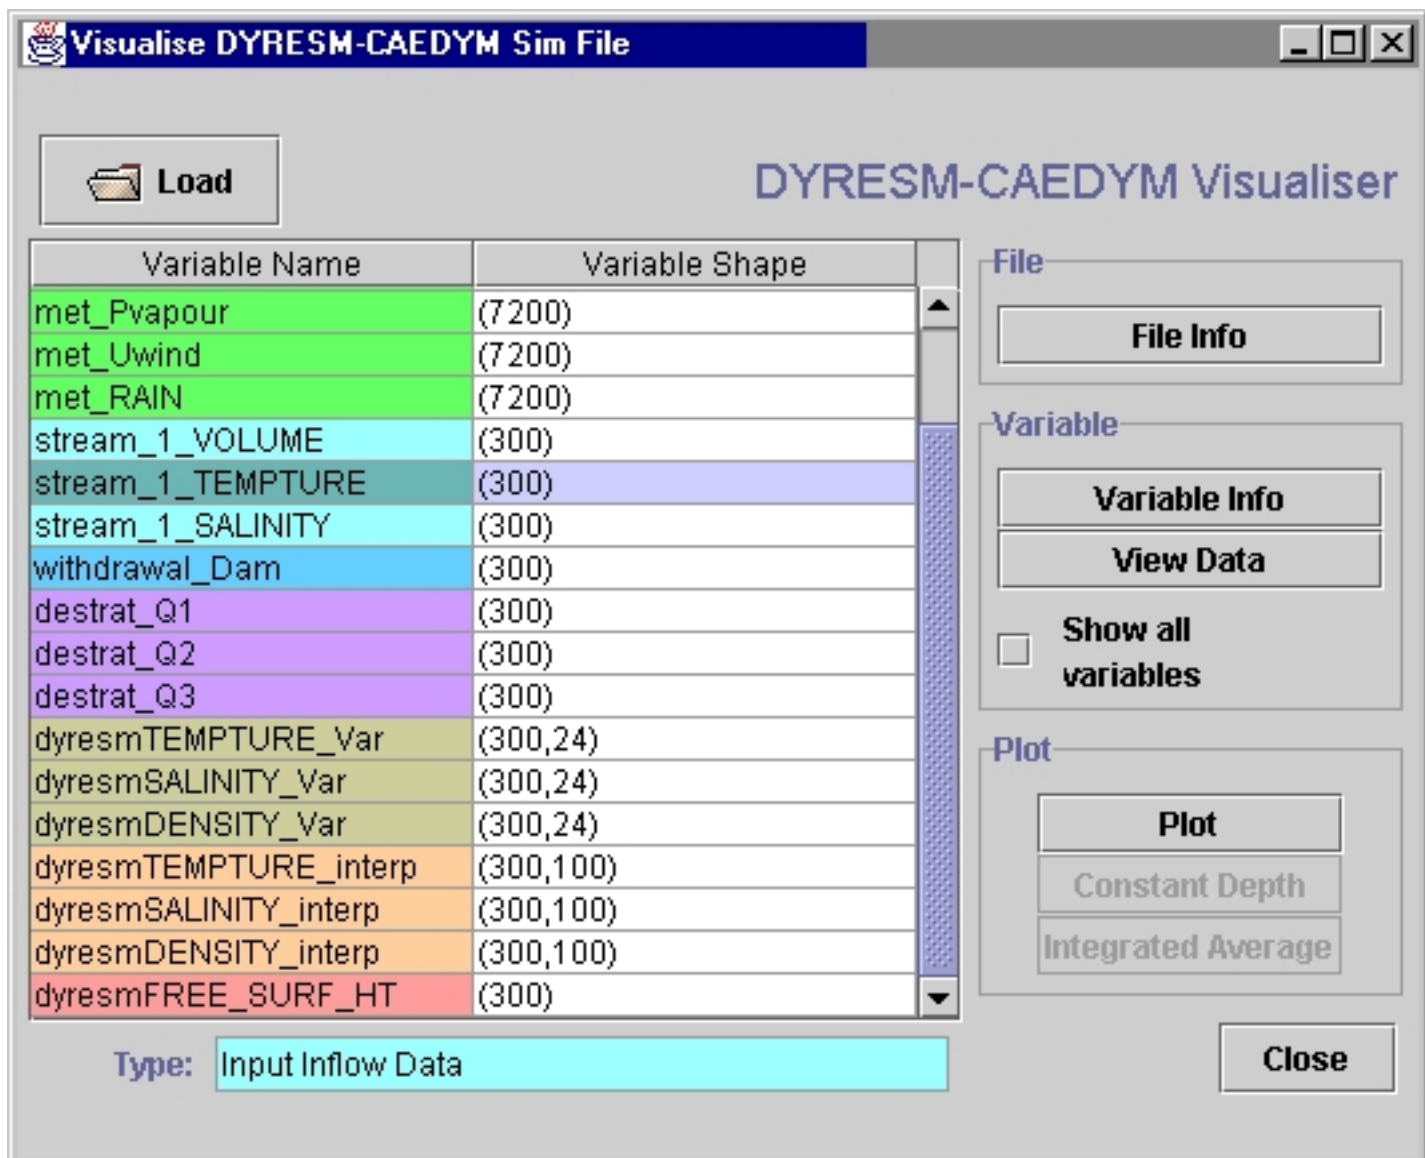 Visualise DYRESM-CAEDYM Sim File
Load
DYRESM-CAEDYM Visualiser
Variable Name Variable Shape
met_Pvapour (7200)
met_Uwind (7200)
met_RAIN (7200)
stream_1_VOLUME (300)
stream_1_TEMPTURE (300)
stream_1_SALINITY (300)
withdrawal_Dam (300)
destrat_Q1 (300)
destrat_Q2 (300)
destrat_Q3 (300)
dyresmTEMPTURE_Var (300,24)
dyresmSALINITY_Var (300,24)
dyresmDENSITY_Var (300,24)
dyresmTEMPTURE_interp (300,100)
dyresmSALINITY_interp (300,100)
dyresmDENSITY_interp (300,100)
dyresmFREE_SURF_HT (300)
Type: Input Inflow Data
File
File Info
Variable
Variable Info
View Data
Show all
variables
Plot
Plot
Constant Depth
Integrated Average
Close